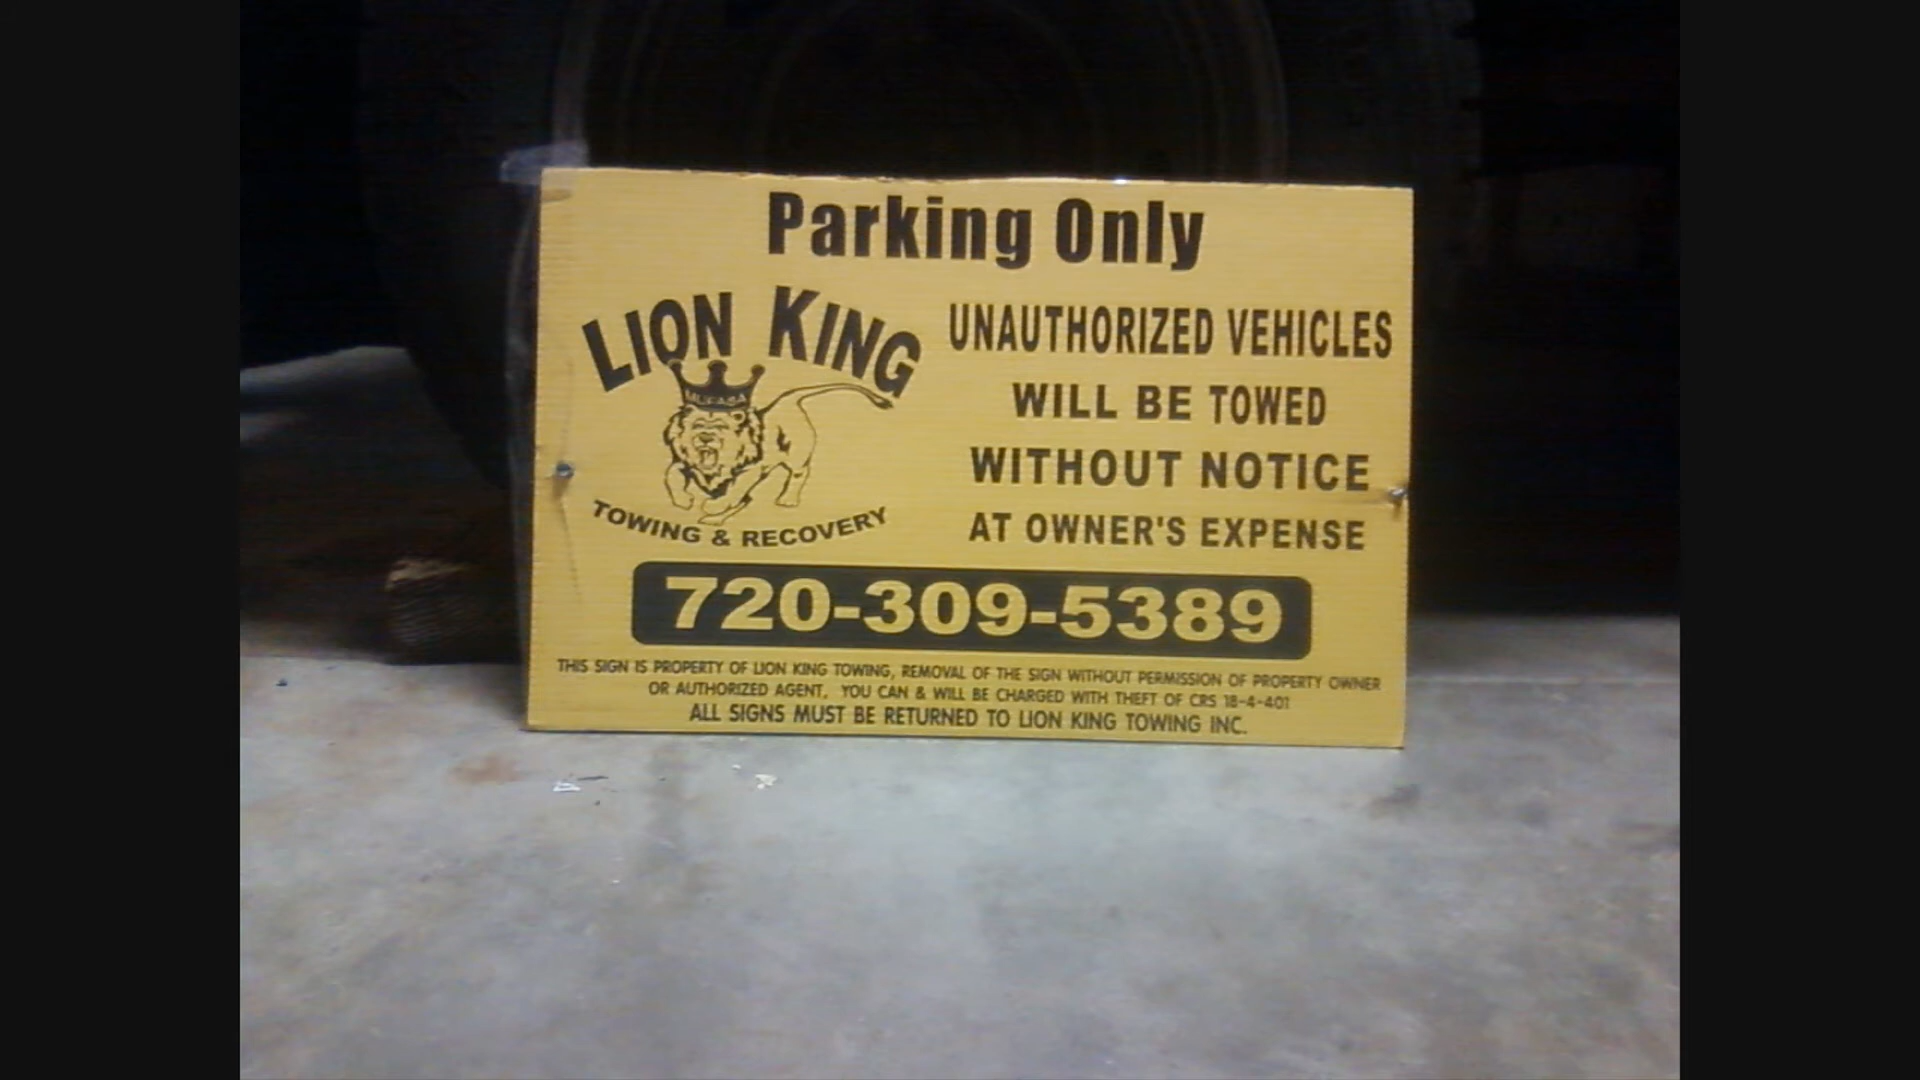 Parking Only
LION KING
MUFASA
TOWING & RECOVERY
UNAUTHORIZED VEHICLES
WILL BE TOWED
WITHOUT NOTICE
AT OWNER'S EXPENSE
720-309-5389
THIS SIGN IS PROPERTY OF LION KING TOWING, REMOVAL OF THE SIGN WITHOUT PERMISSION OF PROPERTY OWNER
OR AUTHORIZED AGENT, YOU CAN & WILL BE CHARGED WITH THEFT OF CRS 18-4-401
ALL SIGNS MUST BE RETURNED TO LION KING TOWING INC.